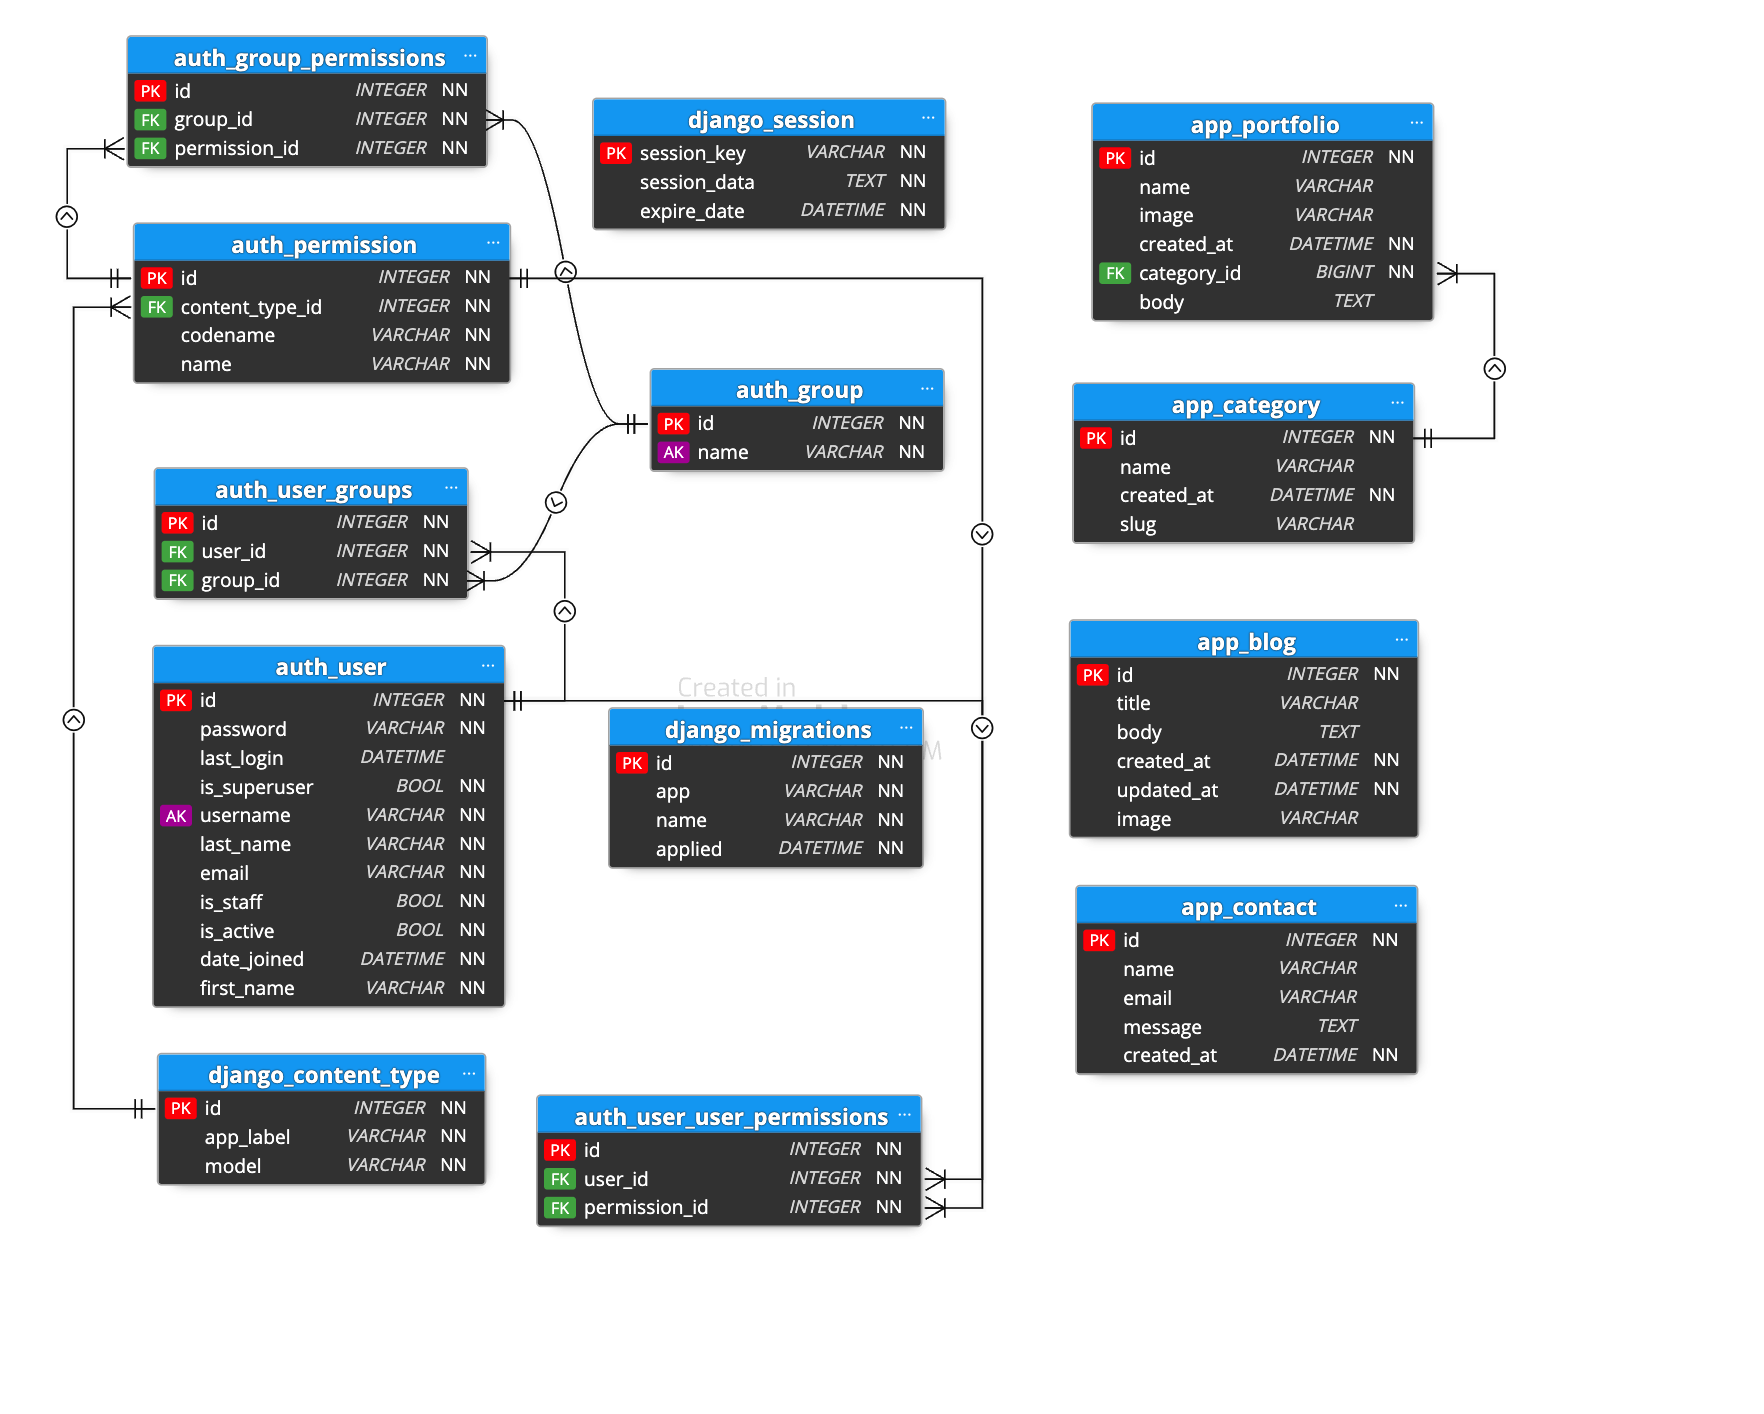 auth_group_permissions ...
PK id INTEGER NN
FK group_id INTEGER NN
FK permission_id INTEGER NN
django_session ...
PK session_key VARCHAR NN
session_data TEXT NN
expire_date DATETIME NN
app_portfolio ...
PK id INTEGER NN
name VARCHAR
image VARCHAR
created_at DATETIME NN
FK category_id BIGINT NN
body TEXT
auth_permission ...
PK id INTEGER NN
FK content_type_id INTEGER NN
codename VARCHAR NN
name VARCHAR NN
auth_group ...
PK id INTEGER NN
AK name VARCHAR NN
app_category ...
PK id INTEGER NN
name VARCHAR
created_at DATETIME NN
slug VARCHAR
auth_user_groups ...
PK id INTEGER NN
FK user_id INTEGER NN
FK group_id INTEGER NN
app_blog ...
PK id INTEGER NN
title VARCHAR
body TEXT
created_at DATETIME NN
updated_at DATETIME NN
image VARCHAR
auth_user ...
PK id INTEGER NN
password VARCHAR NN
last_login DATETIME
is_superuser BOOL NN
AK username VARCHAR NN
last_name VARCHAR NN
email VARCHAR NN
is_staff BOOL NN
is_active BOOL NN
date_joined DATETIME NN
first_name VARCHAR NN
Created in
django_migrations ...
PK id INTEGER NN
app VARCHAR NN
name VARCHAR NN
applied DATETIME NN
app_contact ...
PK id INTEGER NN
name VARCHAR
email VARCHAR
message TEXT
created_at DATETIME NN
django_content_type ...
PK id INTEGER NN
app_label VARCHAR NN
model VARCHAR NN
auth_user_user_permissions ...
PK id INTEGER NN
FK user_id INTEGER NN
FK permission_id INTEGER NN